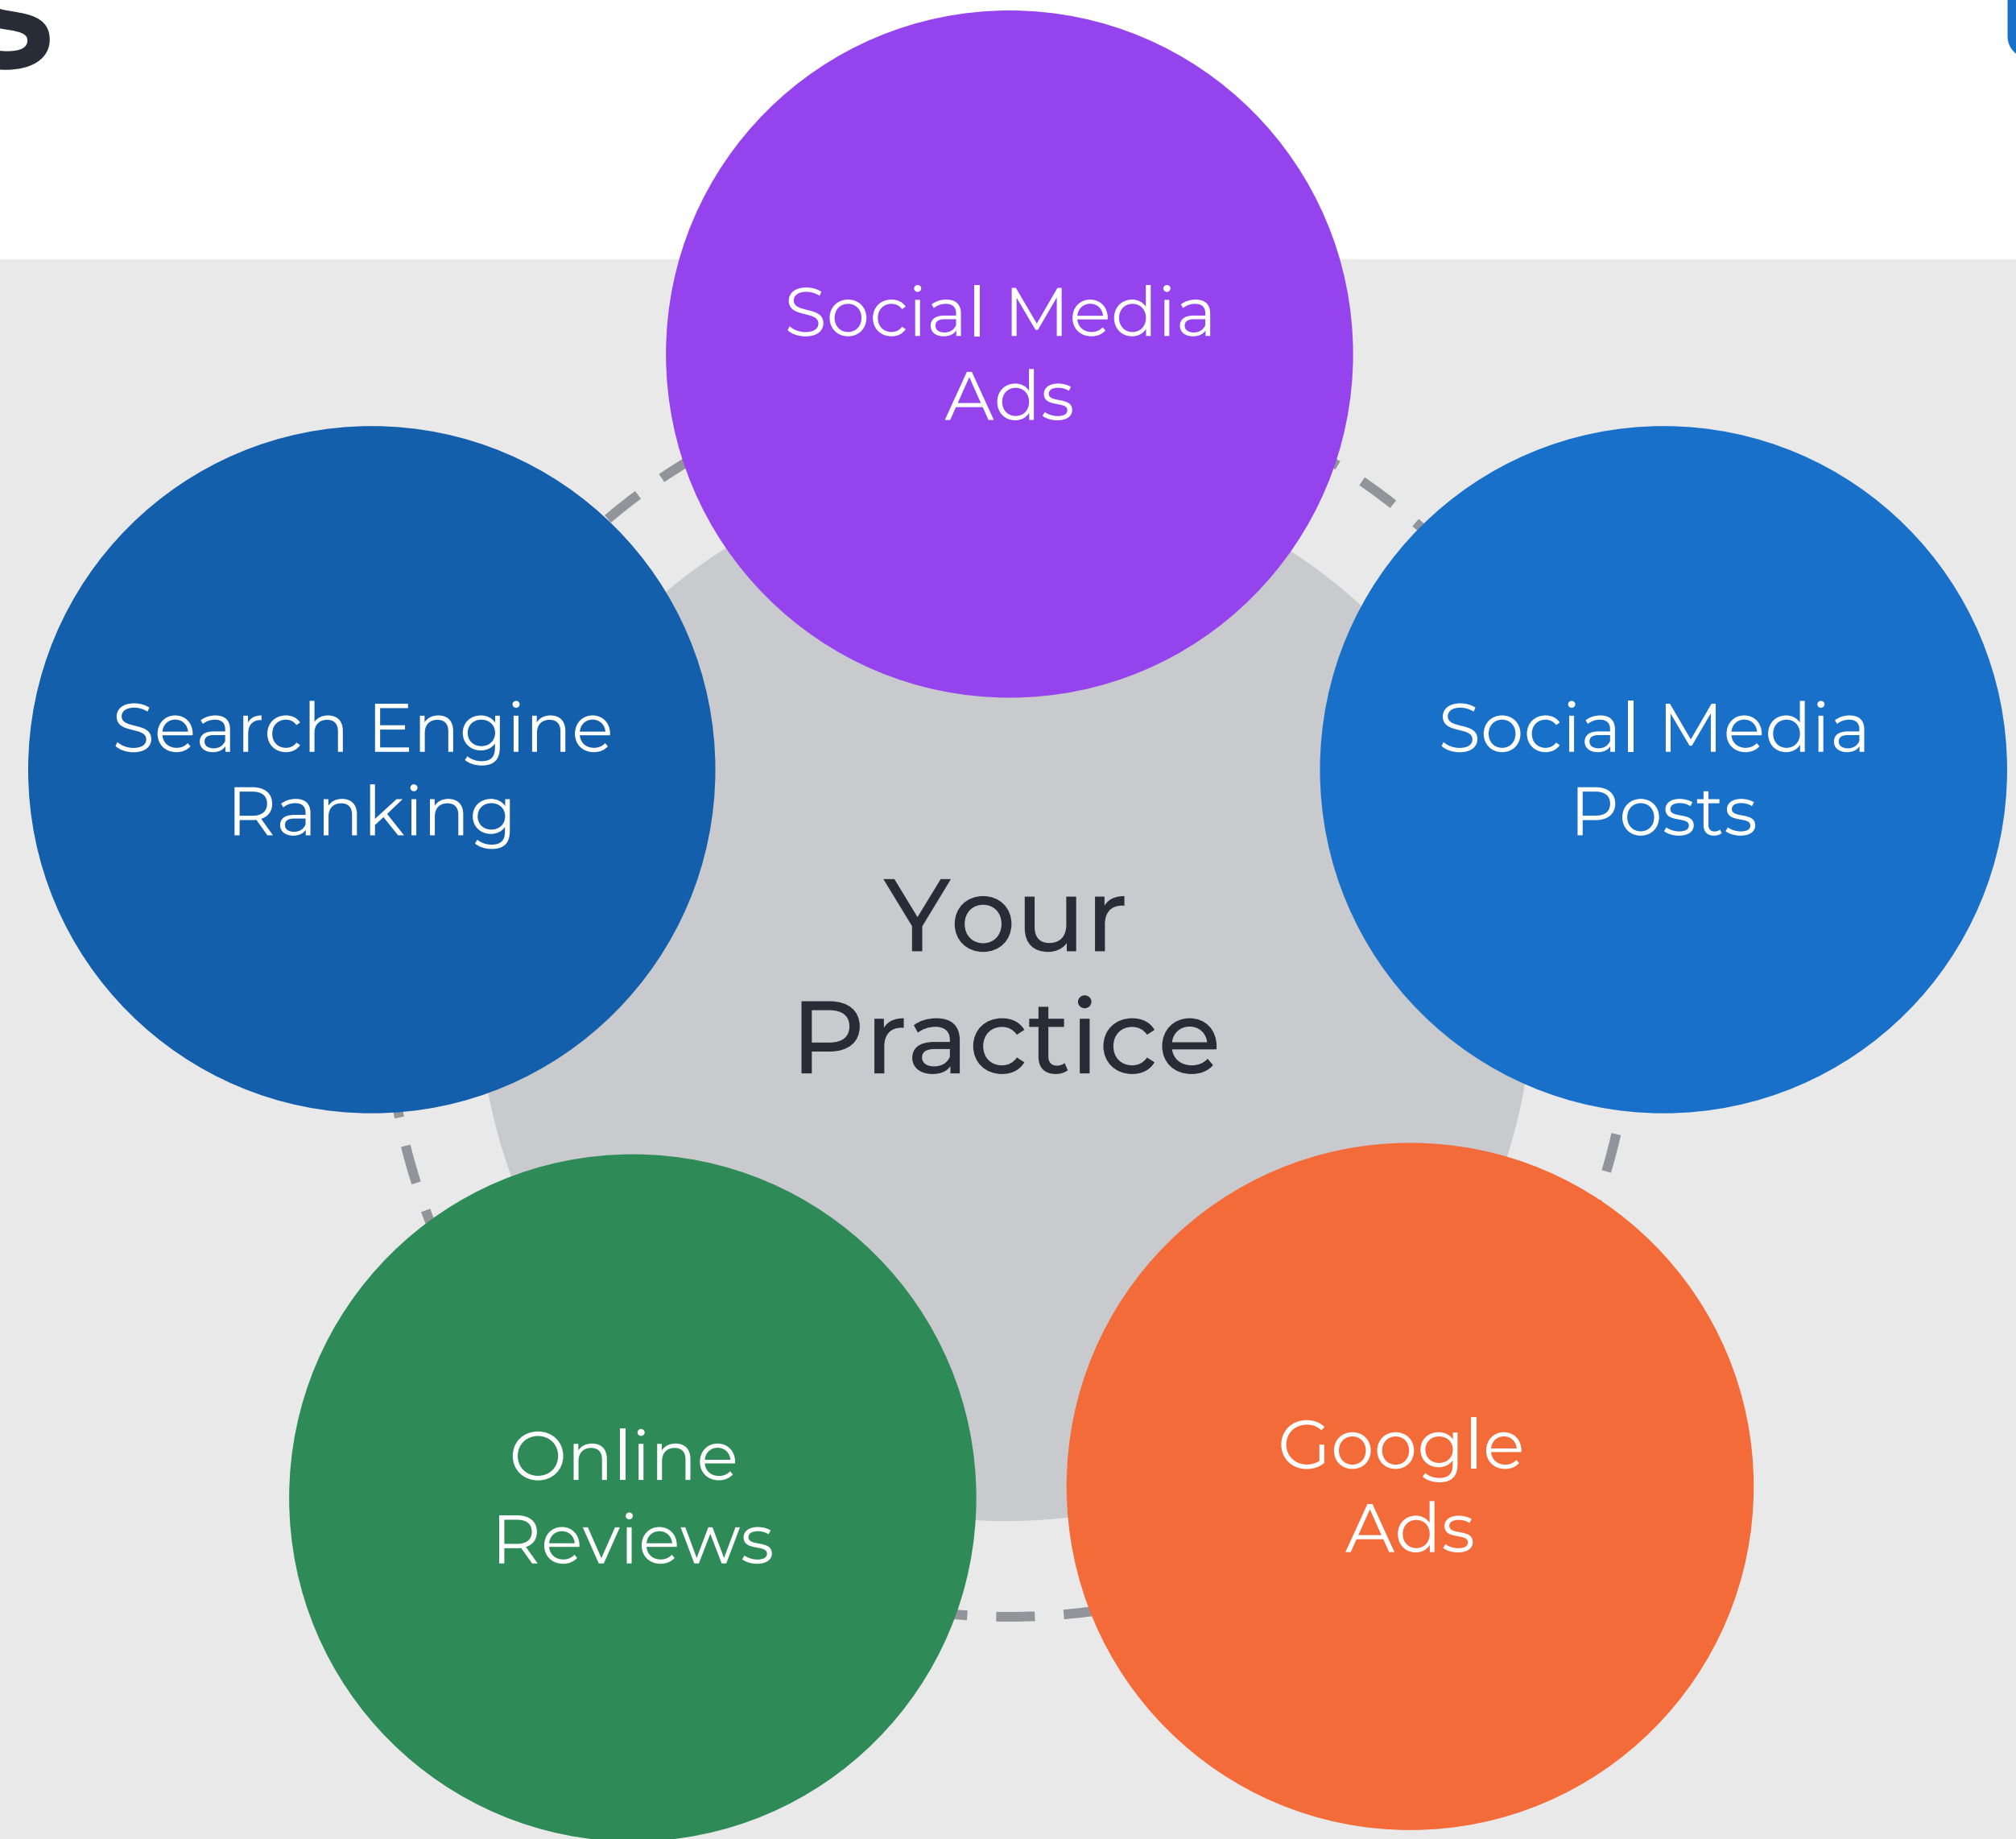 Social Media
Ads
Search Engine
Ranking
Social Media
Posts
Your
Practice
Online
Reviews
Google
Ads